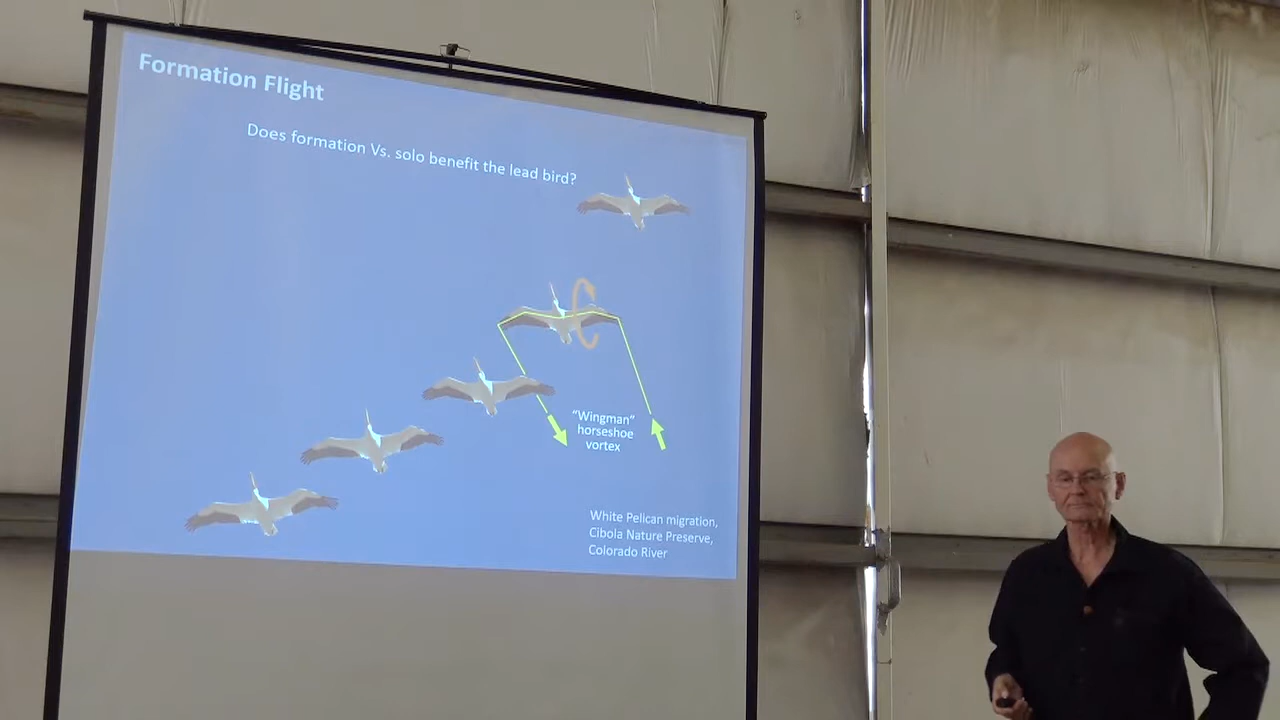 Formation Flight
Does formation Vs. solo benefit the lead bird?
"Wingman"
horseshoe
vortex
White Pelican migration,
Cibola Nature Preserve,
Colorado River